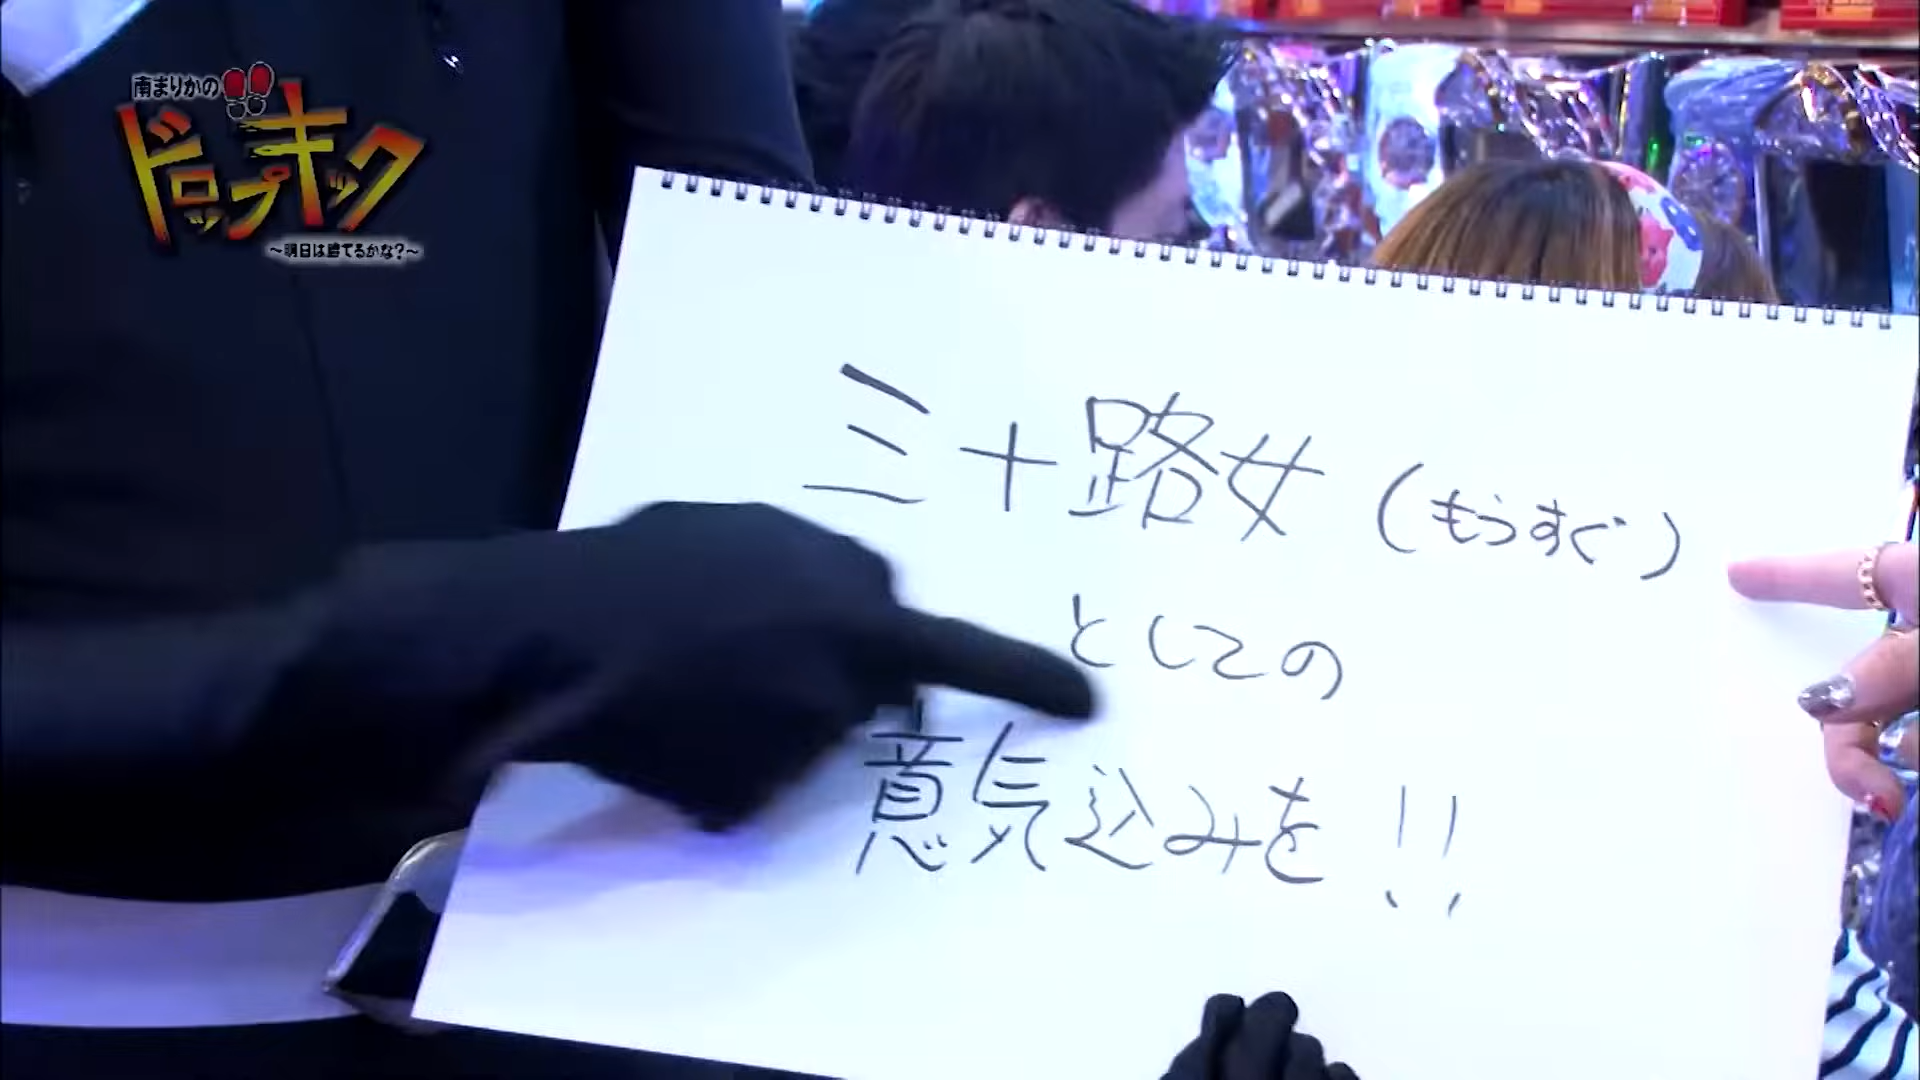 南まりかの
ドロップキック
～明日は勝てるかな?～
三十路女（もうすぐ）
としての
意気込みを!!